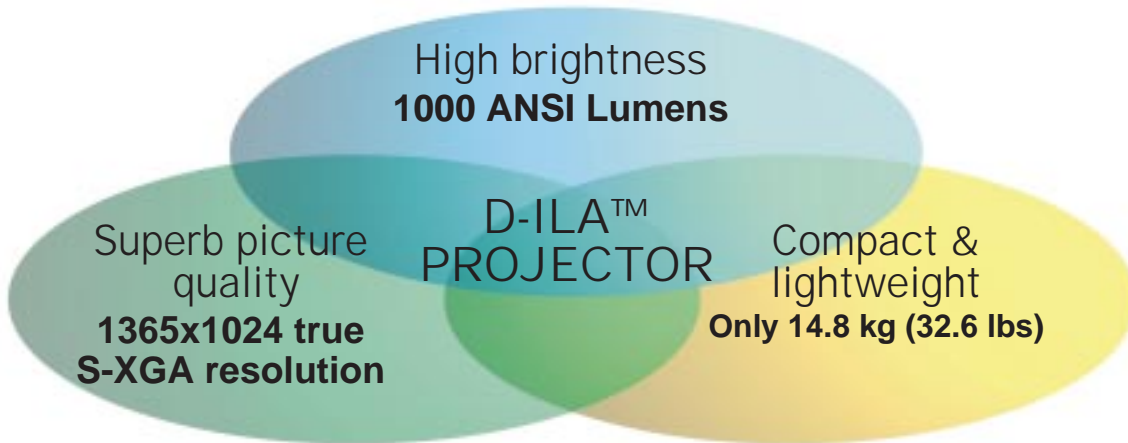 High brightness
1000 ANSI Lumens
D-ILA™
PROJECTOR
Superb picture
quality
1365x1024 true
S-XGA resolution
Compact &
lightweight
Only 14.8 kg (32.6 lbs)